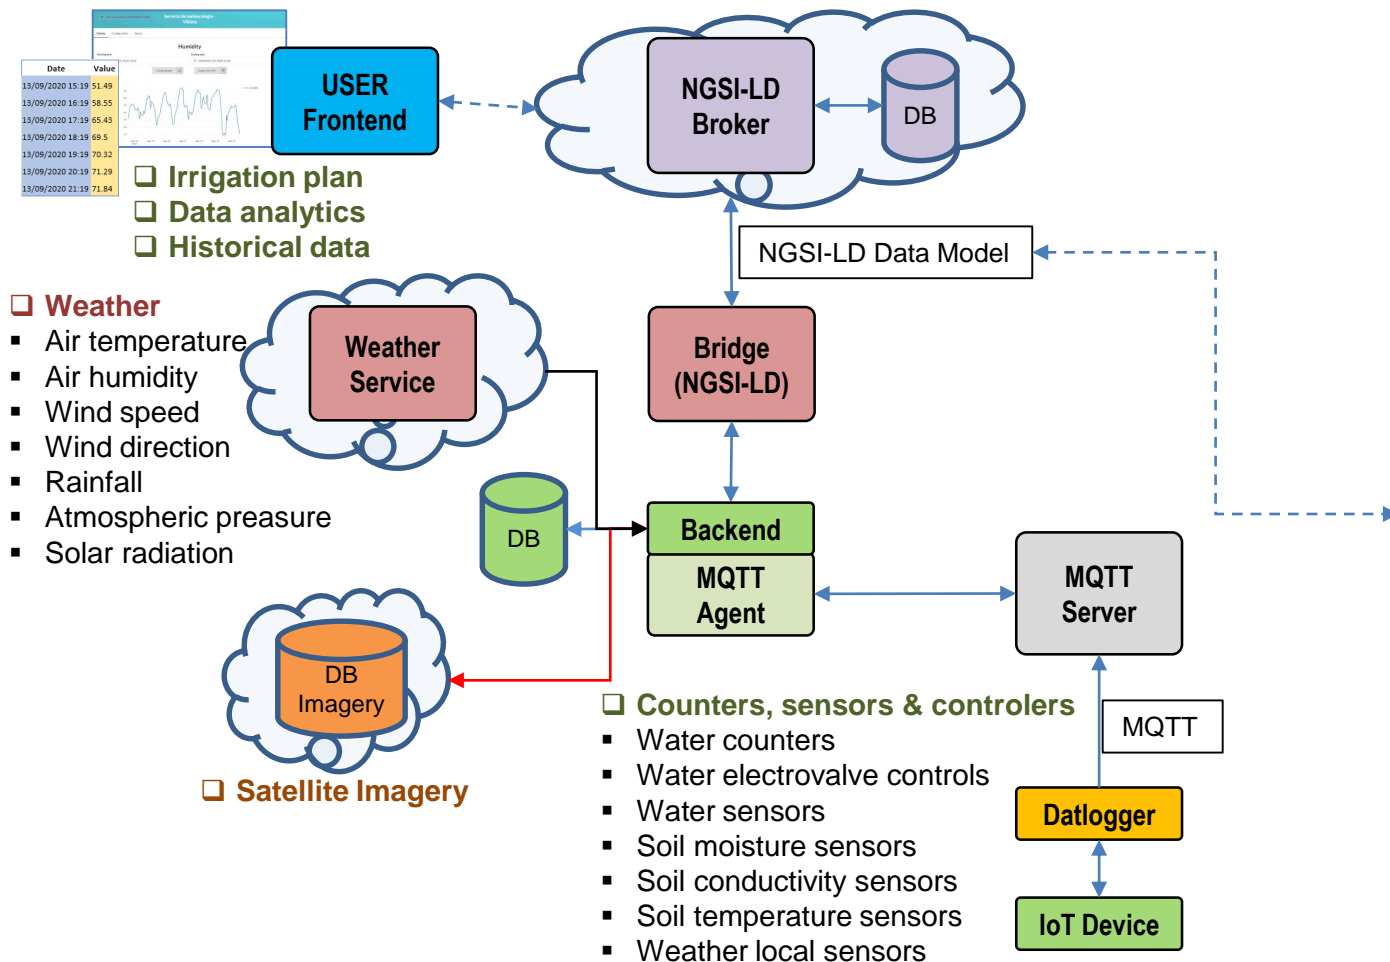 Servicio de meteorología -
Villena
Humidity
Date Value
13/09/2020 15:19 51.49
13/09/2020 16:19 58.55
13/09/2020 17:19 65.43
13/09/2020 18:19 69.5
13/09/2020 19:19 70.32
13/09/2020 20:19 71.29
13/09/2020 21:19 71.84
USER
Frontend
NGSI-LD
Broker
DB
Irrigation plan
Data analytics
Historical data
NGSI-LD Data Model
Weather
Air temperature
Air humidity
Wind speed
Wind direction
Rainfall
Atmospheric preasure
Solar radiation
Weather
Service
Bridge
(NGSI-LD)
DB
Backend
MQTT
Agent
MQTT
Server
DB
Imagery
Satellite Imagery
Counters, sensors & controlers
Water counters
Water electrovalve controls
Water sensors
Soil moisture sensors
Soil conductivity sensors
Soil temperature sensors
Weather local sensors
MQTT
Datlogger
IoT Device